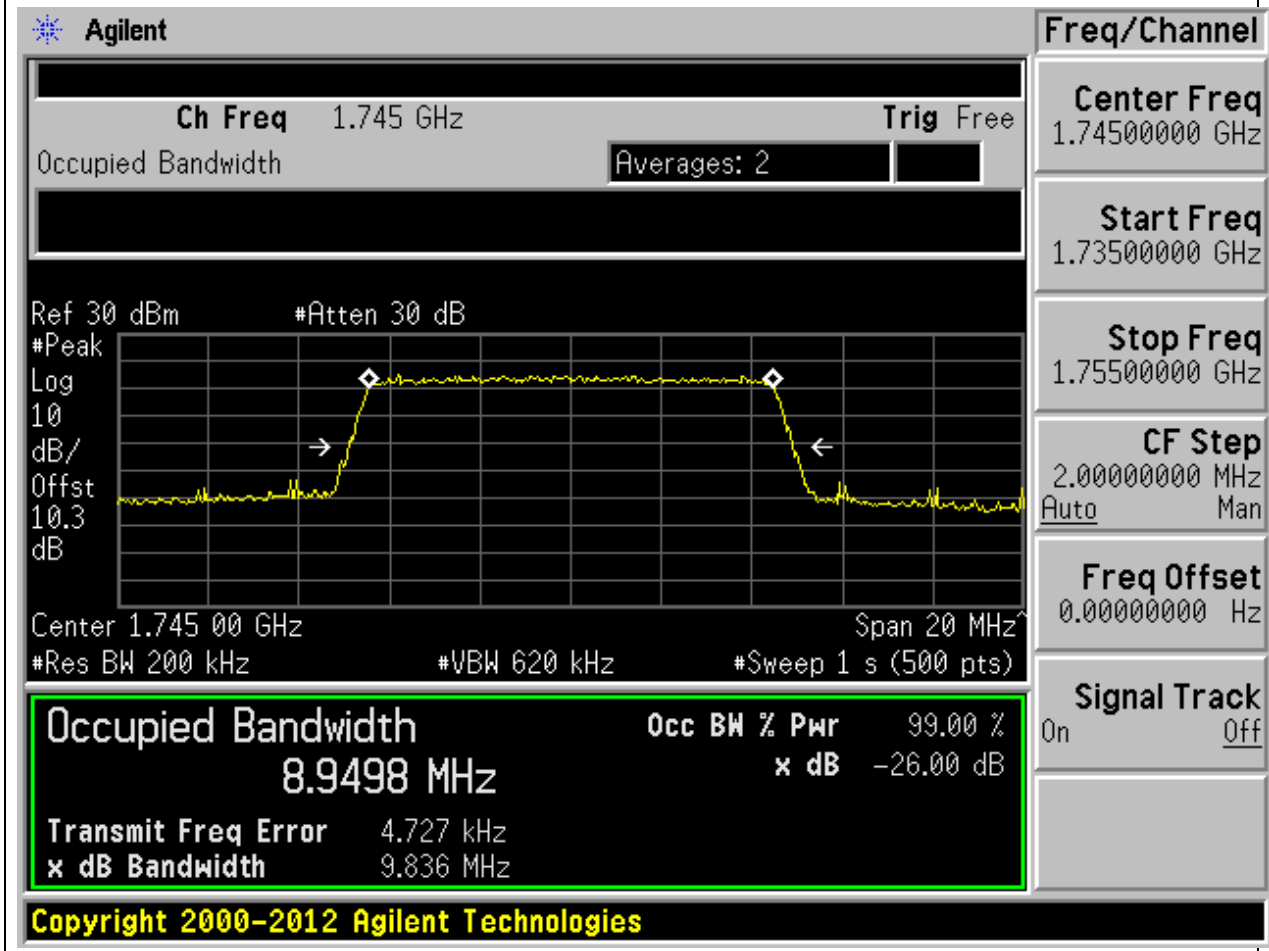 Agilent
Freq/Channel
Ch Freq 1.745 GHz Trig Free
Occupied Bandwidth Averages: 2
Ref 30 dBm #Atten 30 dB
#Peak
Log
10
dB/
Offst
10.3
dB
Center 1.745 00 GHz Span 20 MHz^
#Res BW 200 kHz #VBW 620 kHz #Sweep 1 s (500 pts)
Occupied Bandwidth Occ BW % Pwr 99.00 %
8.9498 MHz x dB -26.00 dB
Transmit Freq Error 4.727 kHz
x dB Bandwidth 9.836 MHz
Center Freq
1.74500000 GHz
Start Freq
1.73500000 GHz
Stop Freq
1.75500000 GHz
CF Step
2.00000000 MHz
Auto Man
Freq Offset
0.00000000 Hz
Signal Track
On Off
Copyright 2000-2012 Agilent Technologies